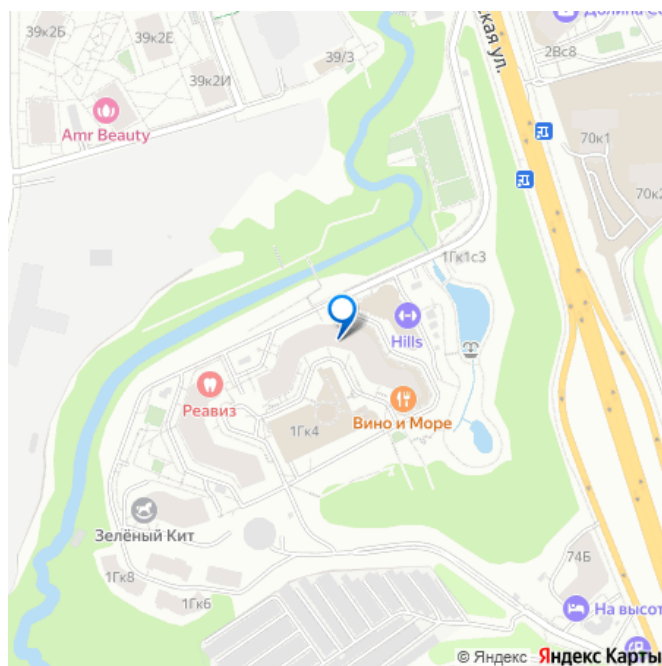 39к2Б
39к2Е
39к2И
39/3
ская ул.
Долина С
2Вс8
Amr Beauty
70к1
70к2
1Гк1с3
Hills
Реавиз
Вино и Море
1Гк4
Зелёный Кит
1Гк8
1Гк6
74Б
На высот
© Яндекс Яндекс Карты